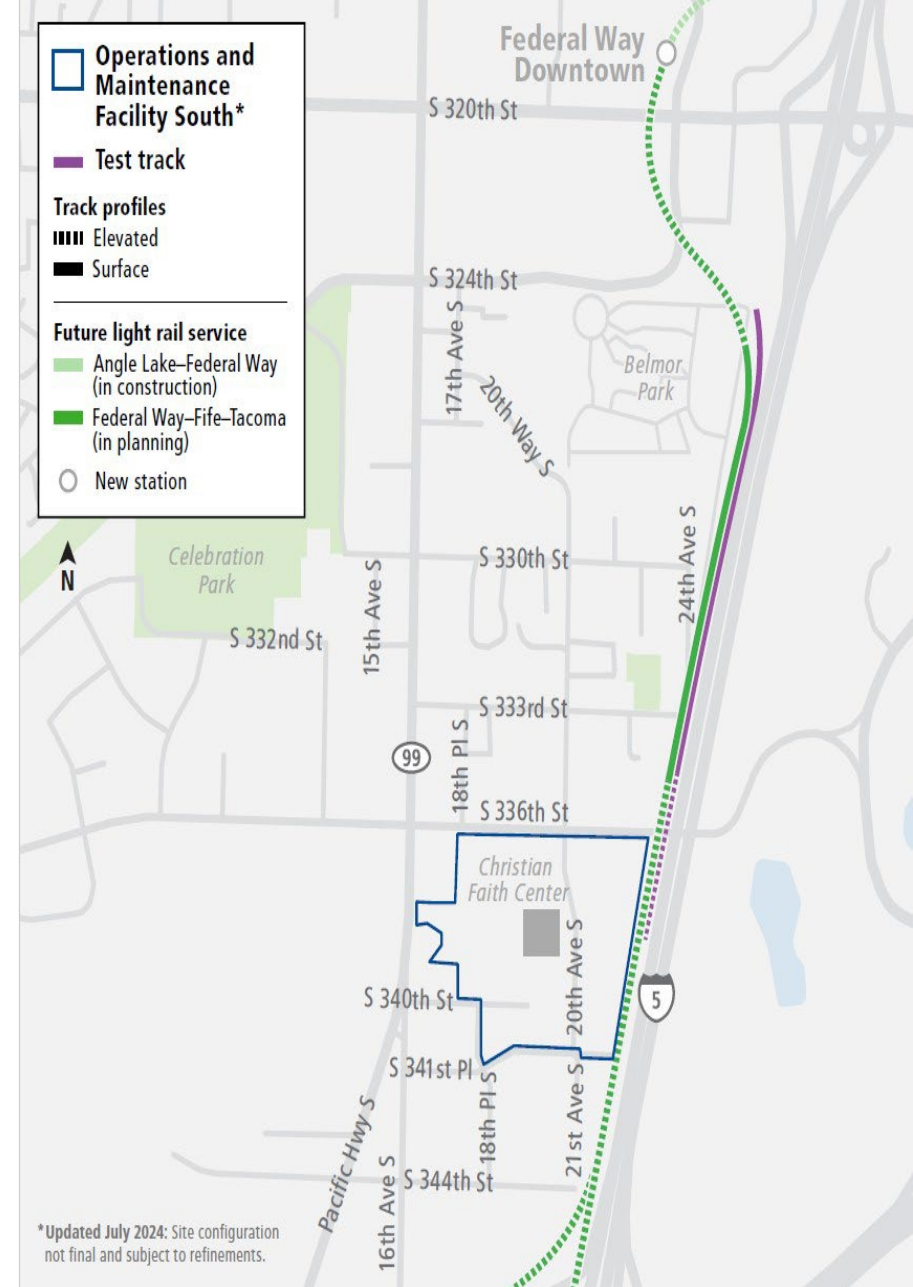 Operations and
Maintenance
Facility South*
Test track
Track profiles
Elevated
Surface
Future light rail service
Angle Lake–Federal Way
(in construction)
Federal Way–Fife–Tacoma
(in planning)
New station
N
Federal Way
Downtown
S 320th St
S 324th St
17th Ave S
20th Way S
Belmor
Park
Celebration
Park
S 330th St
24th Ave S
15th Ave S
S 332nd St
S 333rd St
99
18th Pl S
S 336th St
Christian
Faith Center
20th Ave S
5
S 340th St
S 341st Pl
18th Pl S
21st Ave S
Pacific Hwy S
16th Ave S
S 344th St
*Updated July 2024: Site configuration
not final and subject to refinements.